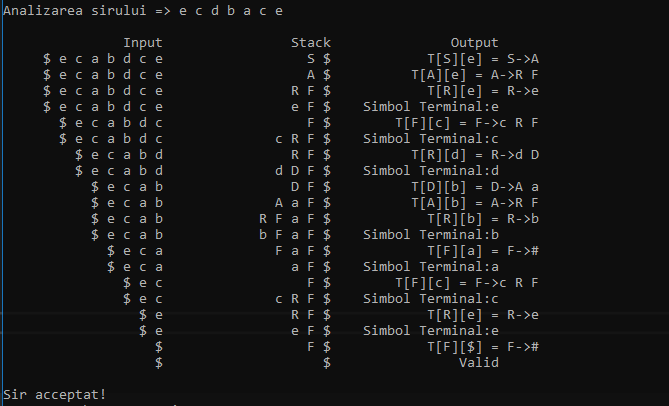 Analizarea sirului => e c d b a c e
Input Stack Output
$ e c a b d c e S $ T[S][e] = S->A
$ e c a b d c e A $ T[A][e] = A->R F
$ e c a b d c e R F $ T[R][e] = R->e
$ e c a b d c e e F $ Simbol Terminal:e
$ e c a b d c F $ T[F][c] = F->c R F
$ e c a b d c c R F $ Simbol Terminal:c
$ e c a b d R F $ T[R][d] = R->d D
$ e c a b d d D F $ Simbol Terminal:d
$ e c a b D F $ T[D][b] = D->A a
$ e c a b A a F $ T[A][b] = A->R F
$ e c a b R F a F $ T[R][b] = R->b
$ e c a b b F a F $ Simbol Terminal:b
$ e c a F a F $ T[F][a] = F->#
$ e c a a F $ Simbol Terminal:a
$ e c F $ T[F][c] = F->c R F
$ e c c R F $ Simbol Terminal:c
$ e R F $ T[R][e] = R->e
$ e e F $ Simbol Terminal:e
$ F $ T[F][$] = F->#
$ $ Valid
Sir acceptat!